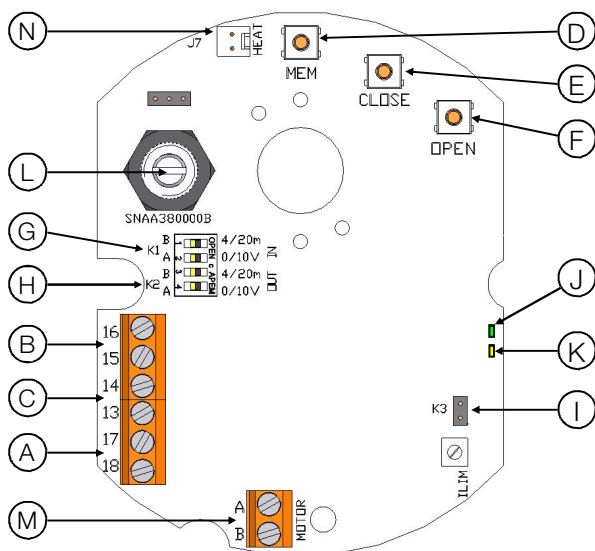 N
J7
HEAT
MEM
D
CLOSE
E
OPEN
F
L
SNAA380000B
G
K1
B 1 OPEN 4/20m
A 2 0/10V IN
H
K2
B 3 4/20m
A 4 APEM 0/10V OUT
c
B
16
15
C
14
13
A
17
18
J
K
K3
I
ILIM
M
A
B
MOTOR